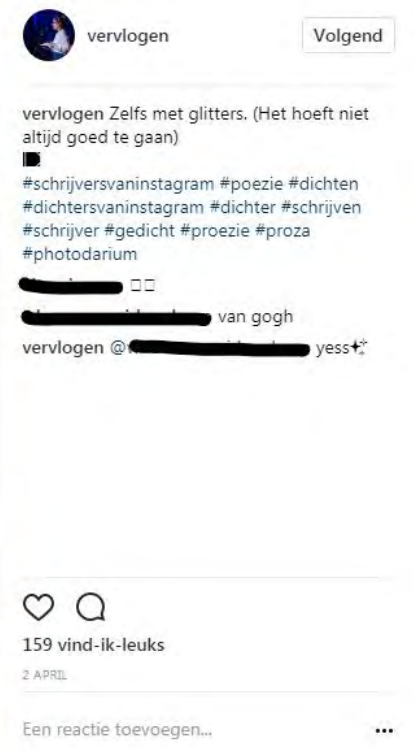 vervlogen
Volgend
vervlogen Zelfs met glitters. (Het hoeft niet
altijd goed te gaan)
#schrijversvaninstagram #poezie #dichten
#dichtersvaninstagram #dichter #schrijven
#schrijver #gedicht #proezie #proza
#photodarium
van gogh
vervlogen @ yess
159 vind-ik-leuks
2 APRIL
Een reactie toevoegen...